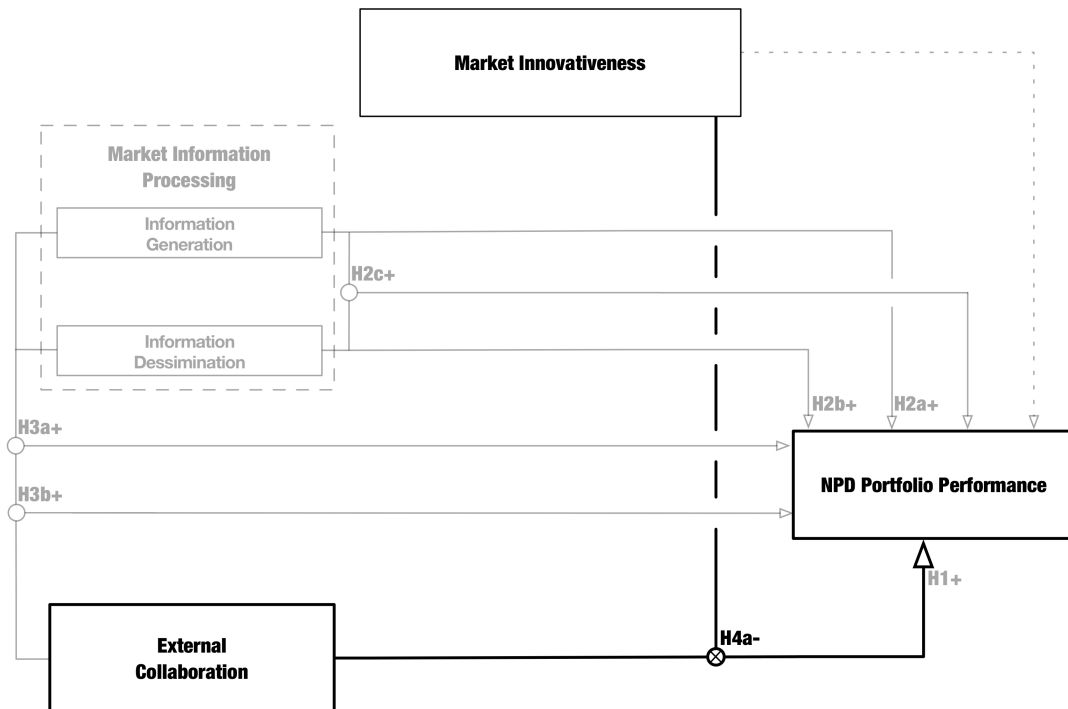 Market Innovativeness
Market Information
Processing
Information
Generation
H2c+
Information
Dessimination
H2b+
H2a+
H3a+
NPD Portfolio Performance
H3b+
H1+
External
Collaboration
H4a-